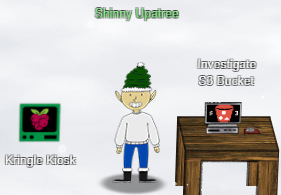 Shinny Upatree
Investigate
S3 Bucket
Kringle Kiosk